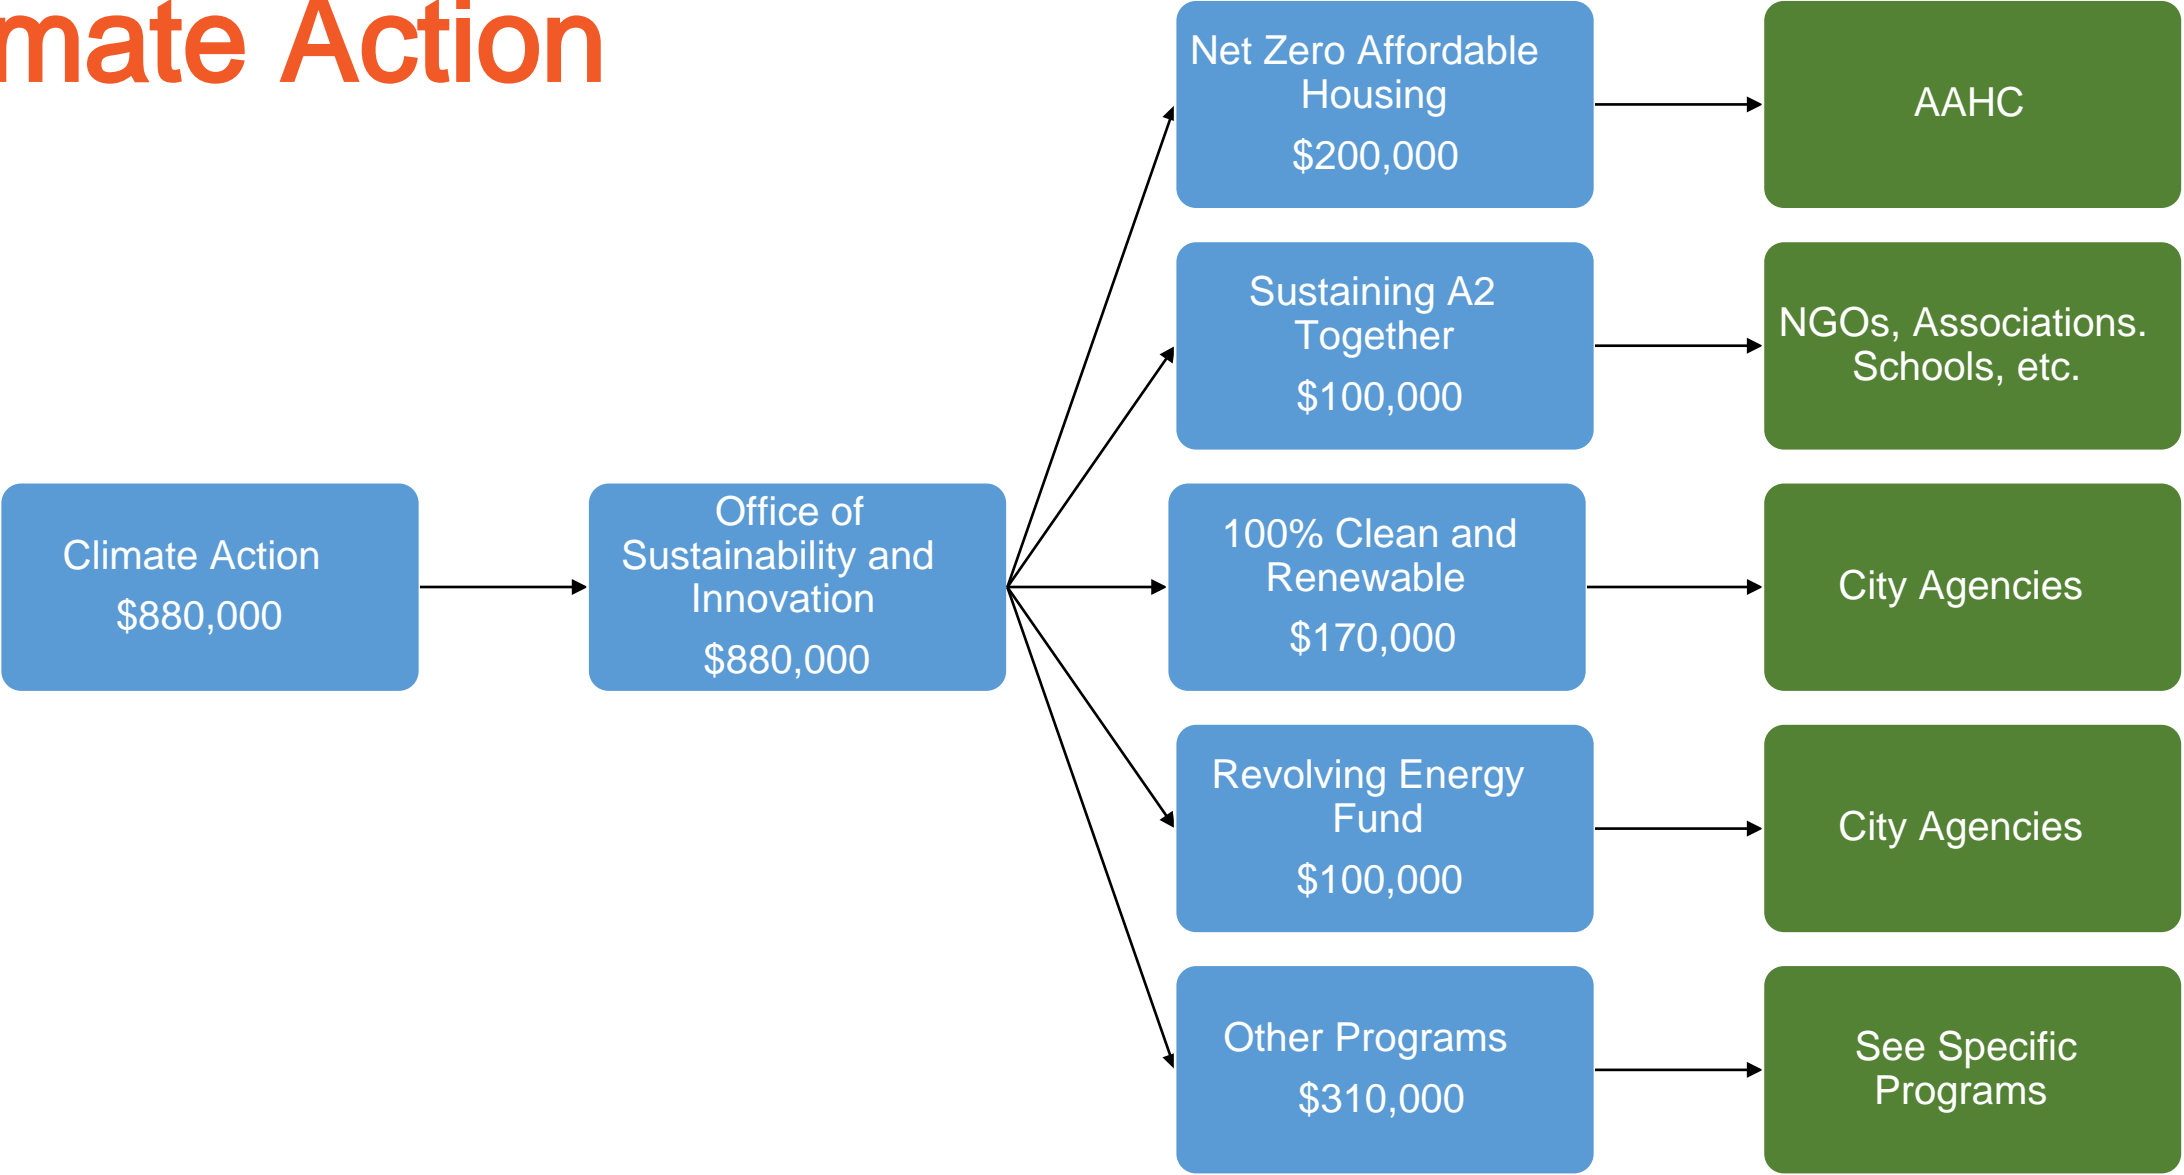 mate Action
Net Zero Affordable
Housing
$200,000
AAHC
Sustaining A2
Together
$100,000
NGOs, Associations.
Schools, etc.
Climate Action
$880,000
Office of
Sustainability and
Innovation
$880,000
100% Clean and
Renewable
$170,000
City Agencies
Revolving Energy
Fund
$100,000
City Agencies
Other Programs
$310,000
See Specific
Programs